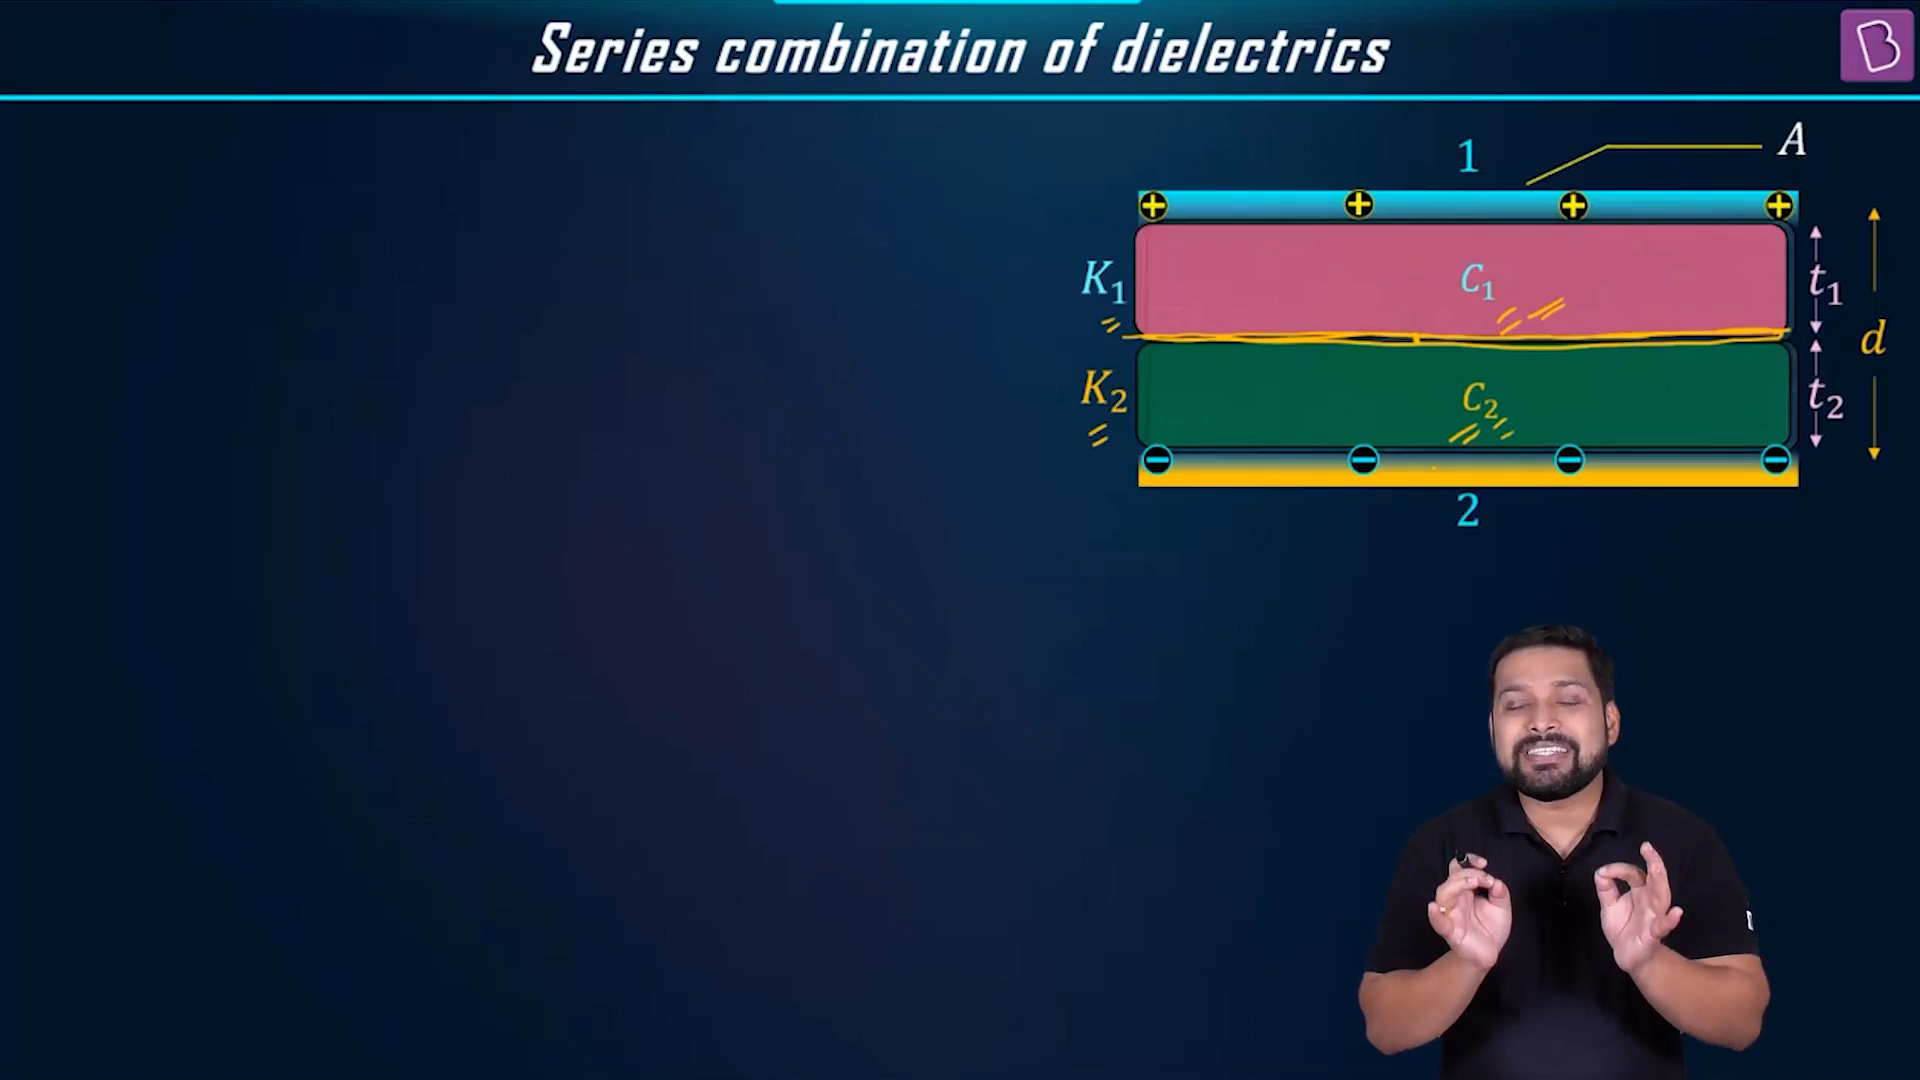 Series combination of dielectrics
B
1
A
K₁
C₁
t₁
d
K₂
C₂
t₂
2